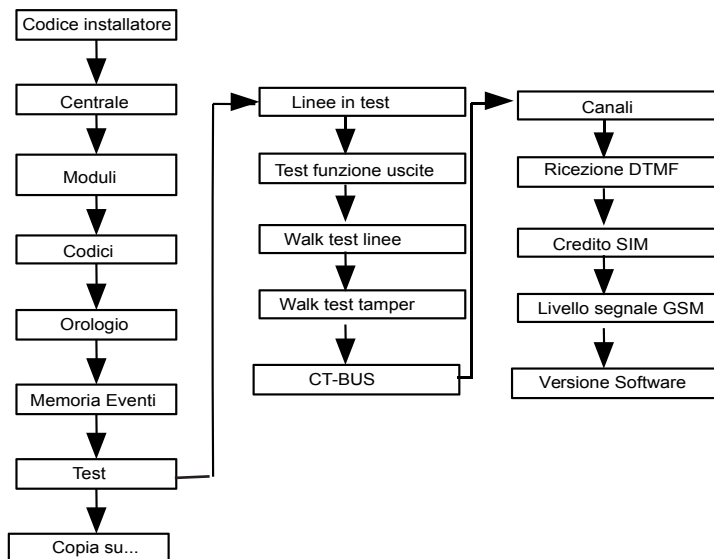 Codice installatore
Centrale
Moduli
Codici
Orologio
Memoria Eventi
Test
Copia su...
Linee in test
Test funzione uscite
Walk test linee
Walk test tamper
CT-BUS
Canali
Ricezione DTMF
Credito SIM
Livello segnale GSM
Versione Software